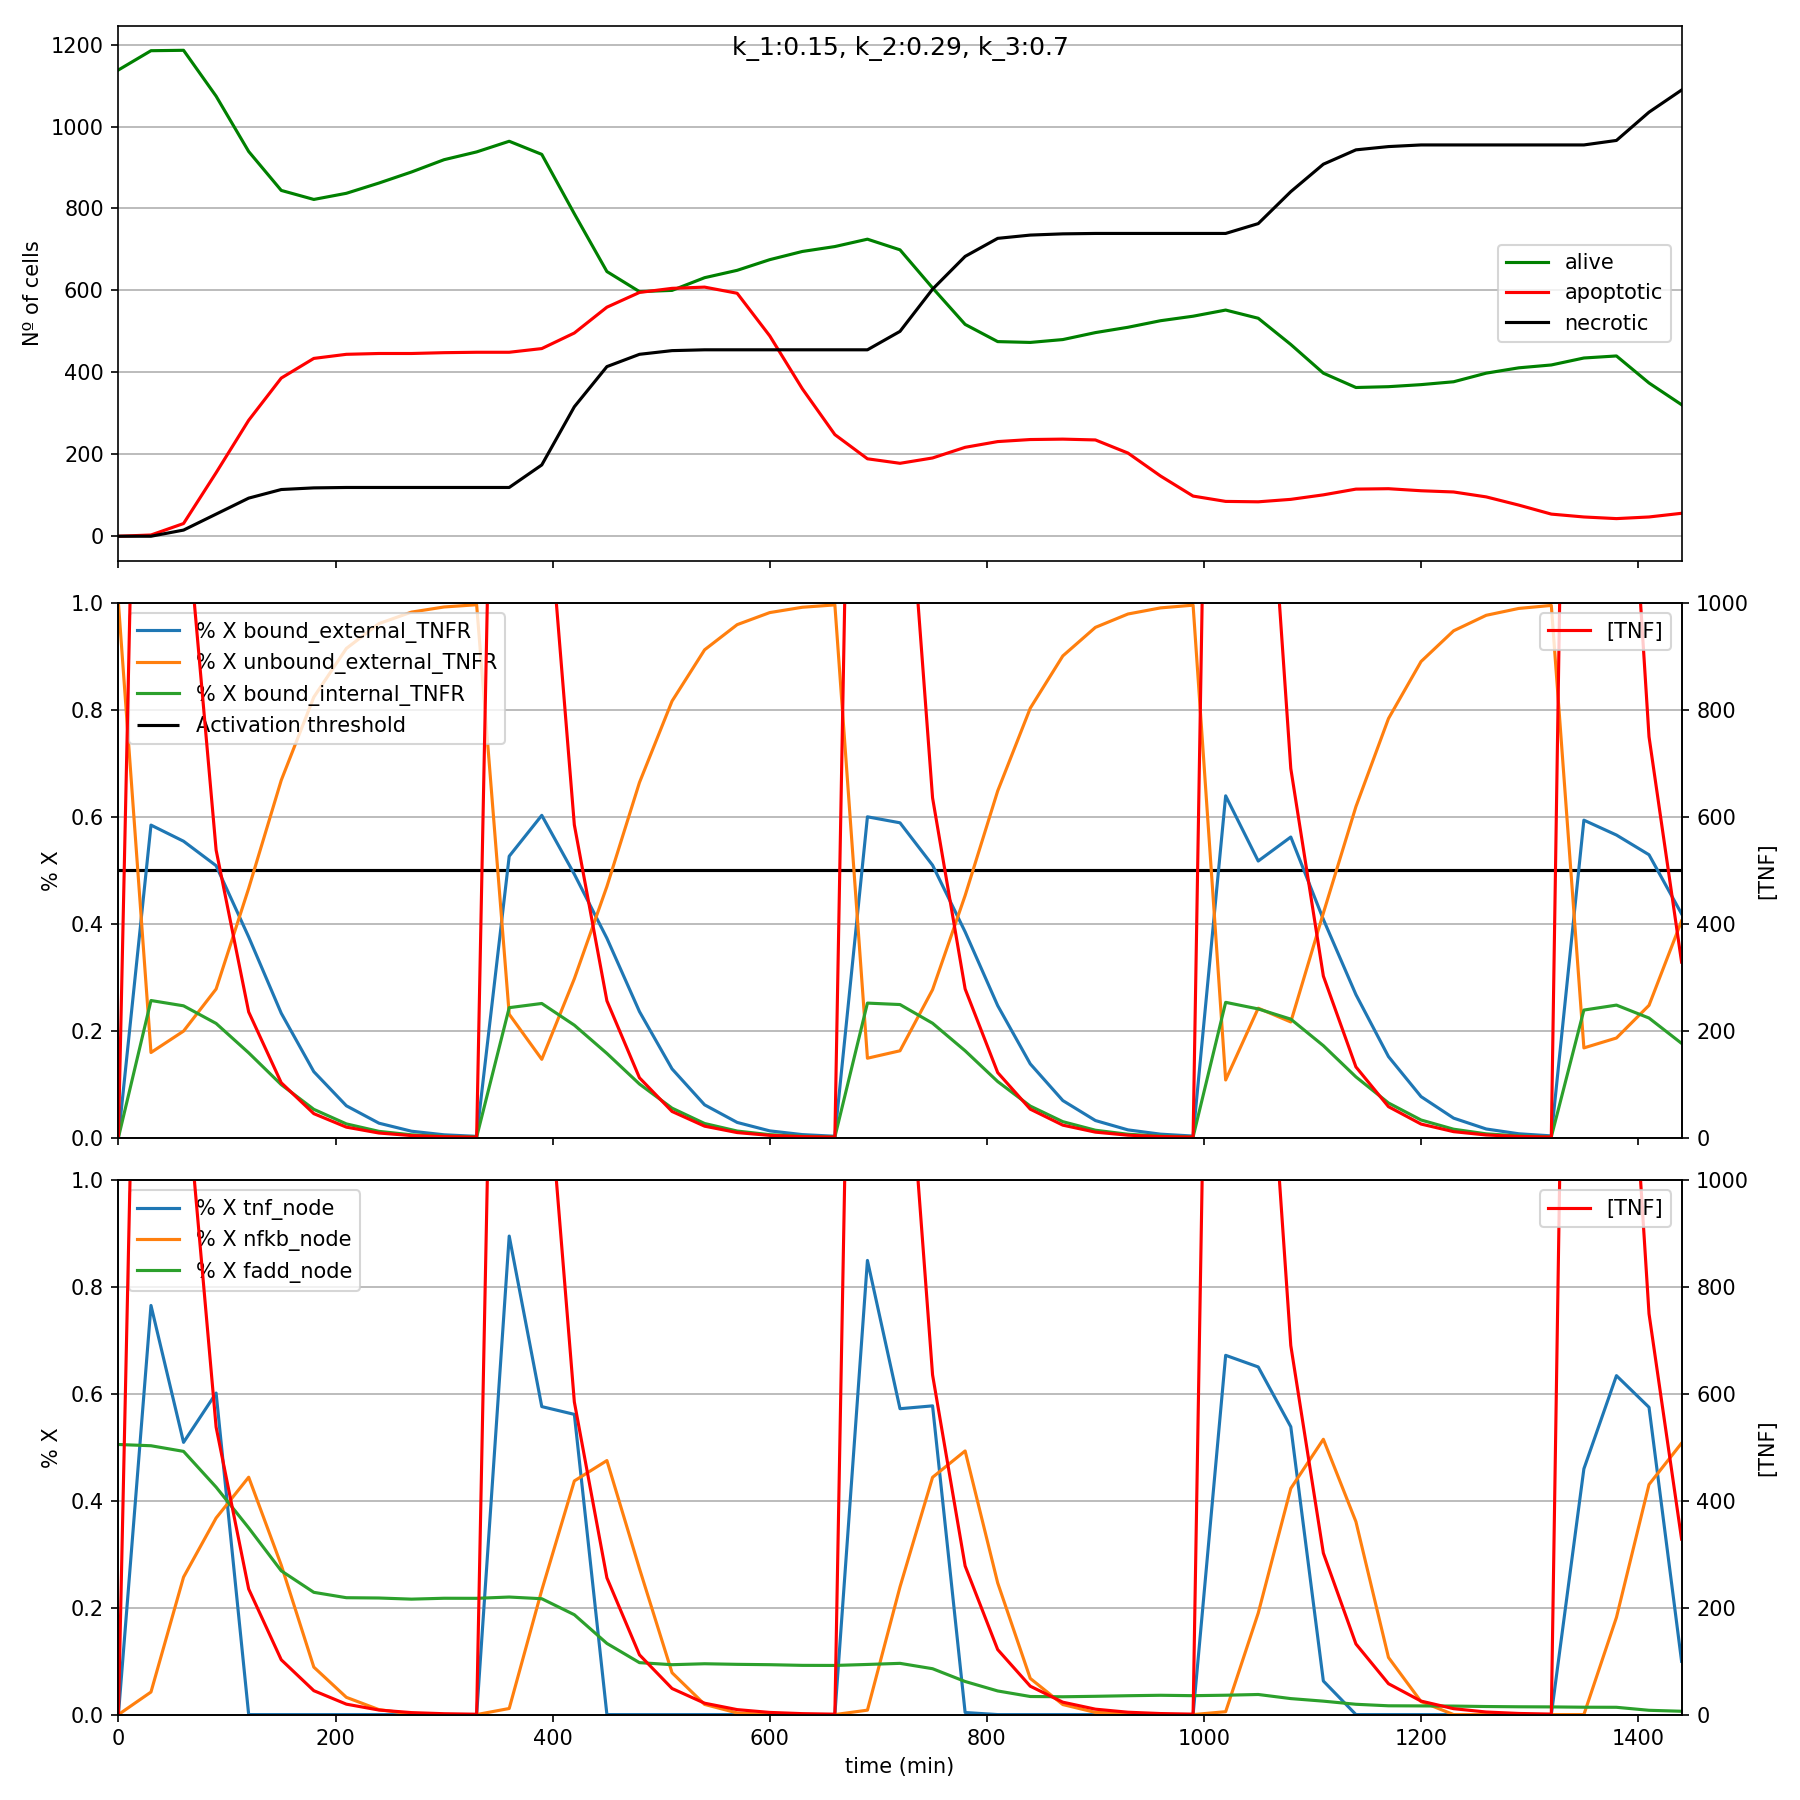 k_1:0.15, k_2:0.29, k_3:0.7
1200
1000
800
600
400
200
0
Nº of cells
alive
apoptotic
necrotic
1.0
0.8
0.6
0.4
0.2
0.0
% X
% X bound_external_TNFR
% X unbound_external_TNFR
% X bound_internal_TNFR
Activation threshold
[TNF]
1000
800
600
400
200
0
[TNF]
1.0
0.8
0.6
0.4
0.2
0.0
% X
% X tnf_node
% X nfkb_node
% X fadd_node
[TNF]
1000
800
600
400
200
0
[TNF]
0 200 400 600 800 1000 1200 1400
time (min)